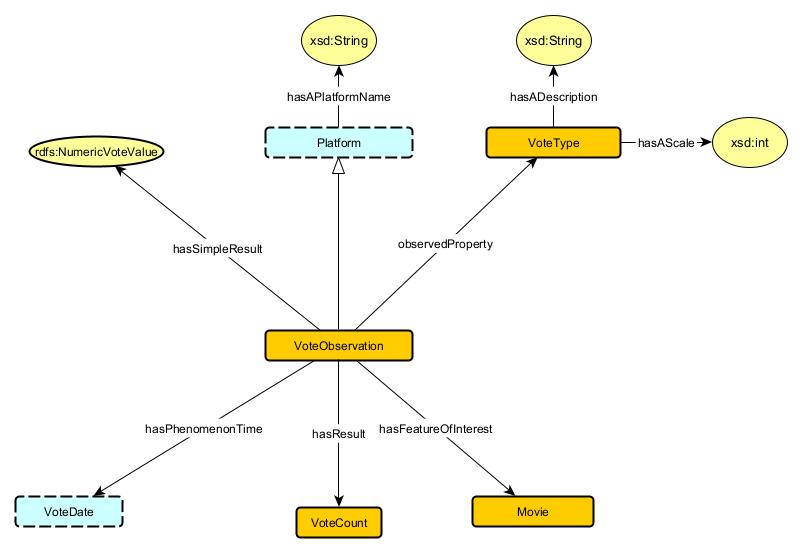 xsd:String
xsd:String
hasAPlatformName
hasADescription
Platform
VoteType
hasAScale
xsd:int
rdfs:NumericVoteValue
hasSimpleResult
observedProperty
VoteObservation
hasPhenomenonTime
hasResult
hasFeatureOfInterest
VoteDate
VoteCount
Movie